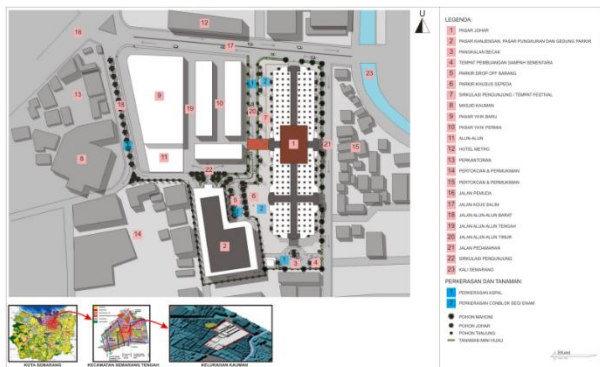 U
LEGENDA:
1 PASAR JOHAR
2 PASAR KANJENGAN, PASAR PUNGKURAN DAN GEDUNG PARKIR
3 PANGKALAN BECAK
4 TEMPAT PEMBUANGAN SAMPAH SEMENTARA
5 PARKIR DROP OFF BARANG
6 PARKIR KHUSUS SEPEDA
7 SIRKULASI PENGUNJUNG / TEMPAT FESTIVAL
8 MASJID KAUMAN
9 PASAR YAIK BARU
10 PASAR YAIK PERMAI
11 ALUN-ALUN
12 HOTEL METRO
13 PERKANTORAN
14 PERTOKOAN & PERMUKIMAN
15 PERTOKOAN & PERMUKIMAN
16 JALAN PEMUDA
17 JALAN AGUS SALIM
18 JALAN ALUN-ALUN BARAT
19 JALAN ALUN-ALUN TENGAH
20 JALAN ALUN-ALUN TIMUR
21 JALAN PEDAMARAN
22 SIRKULASI PENGUNJUNG
23 KALI SEMARANG
PERKERASAN DAN TANAMAN:
1 PERKERASAN ASPAL
2 PERKERASAN CONBLOK SEGI ENAM
POHON MAHONI
POHON JOHAR
POHON TANJUNG
TANAMAN MINI HIJAU
KOTA SEMARANG
KECAMATAN SEMARANG TENGAH
KELURAHAN KAUMAN